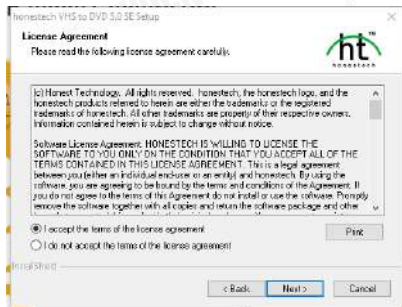 honestech VHS to DVD 5.0 SE Setup
License Agreement
Please read the following license agreement carefully.
ht™
honestech
(c) Honest Technology. All rights reserved. honestech, the honestech logo, and the
honestech products referred to herein are either the trademarks or the registered
trademarks of honestech. All other trademarks are property of their respective owners.
Information contained herein is subject to change without notice.
Software License Agreement. HONESTECH IS WILLING TO LICENSE THE
SOFTWARE TO YOU ONLY ON THE CONDITION THAT YOU ACCEPT ALL OF THE
TERMS CONTAINED IN THIS LICENSE AGREEMENT. This is a legal agreement
between you (either an individual end-user or an entity) and honestech. By using the
software, you are agreeing to be bound by the terms and conditions of the Agreement. If
you do not agree to the terms of this Agreement do not install or use the software. Promptly
remove the software together with all copies and return the software package and other
I accept the terms of the license agreement
Print
I do not accept the terms of the license agreement
InstallShield
< Back
Next >
Cancel